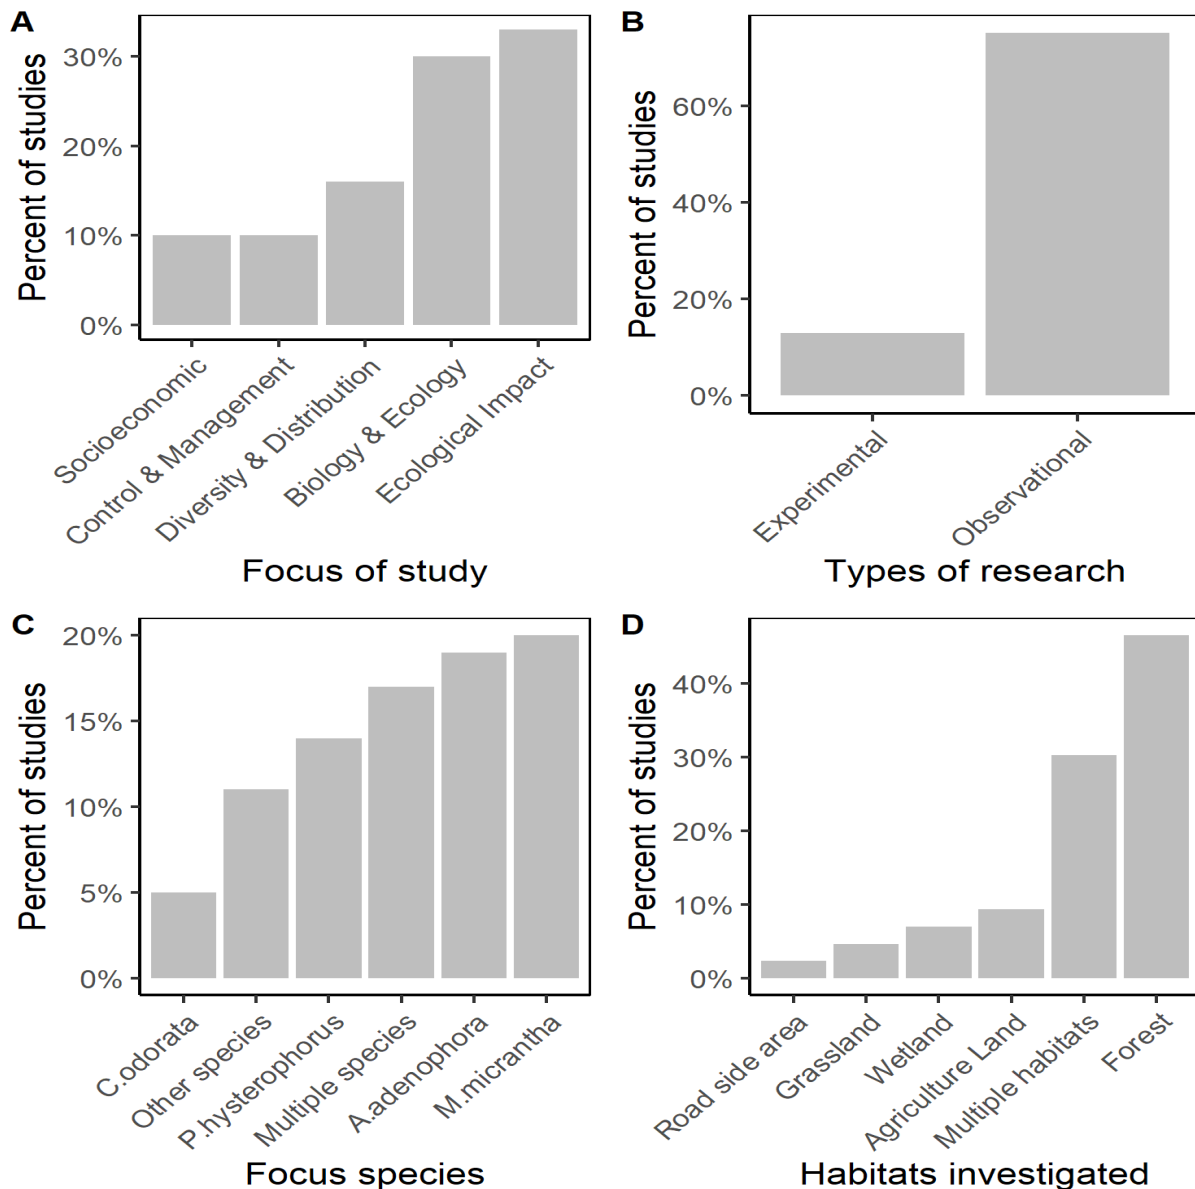 A
Percent of studies
30%
20%
10%
0%
Socioeconomic
Control & Management
Diversity & Distribution
Biology & Ecology
Ecological Impact
Focus of study
B
Percent of studies
60%
40%
20%
0%
Experimental
Observational
Types of research
C
Percent of studies
20%
15%
10%
5%
0%
C.odorata
Other species
P.hysterophorus
Multiple species
A.adenophora
M.micrantha
Focus species
D
Percent of studies
40%
30%
20%
10%
0%
Road side area
Grassland
Wetland
Agriculture Land
Multiple habitats
Forest
Habitats investigated